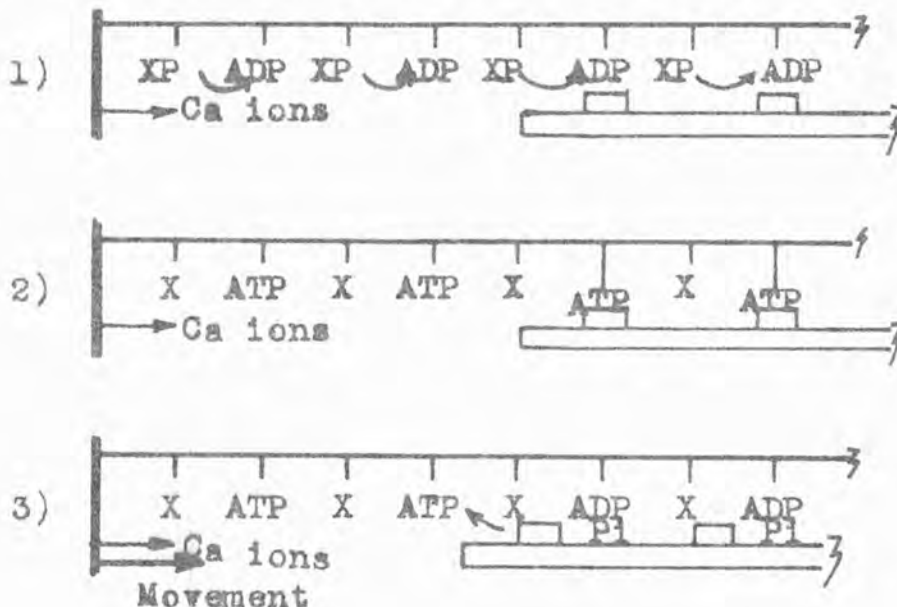 1)
XP ADP XP ADP XP ADP XP ADP
Ca ions
2)
X ATP X ATP X ATP X ATP
Ca ions
3)
X ATP X ATP X ADP X ADP
Pi Pi
Ca ions
Movement